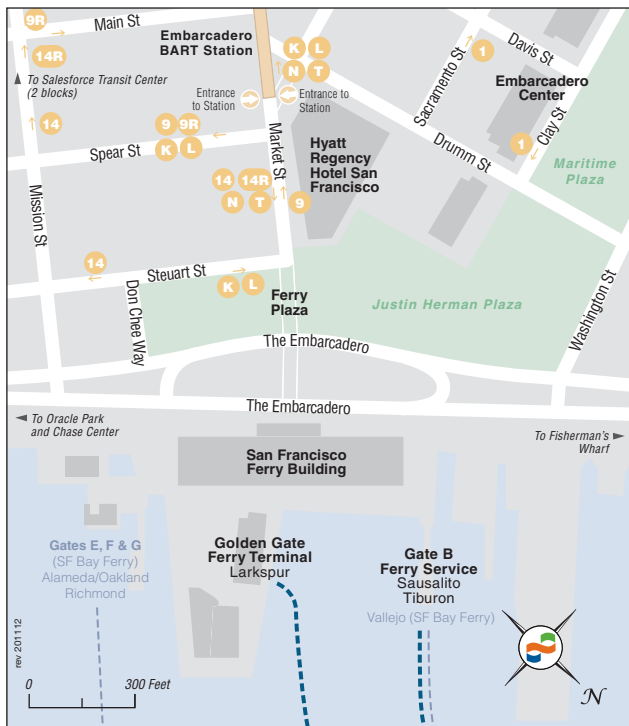 9R
Main St
14R
To Salesforce Transit Center
(2 blocks)
Embarcadero
BART Station
K
L
N
T
Entrance
to Station
Entrance to
Station
Sacramento St
1
Davis St
Embarcadero
Center
Clay St
1
Maritime
Plaza
14
9
9R
K
L
Spear St
Market St
Hyatt
Regency
Hotel San
Francisco
Drumm St
Mission St
14
14R
N
T
9
14
Steuart St
K
L
Don Chee Way
Ferry
Plaza
Justin Herman Plaza
Washington St
The Embarcadero
The Embarcadero
To Oracle Park
and Chase Center
To Fisherman's
Wharf
San Francisco
Ferry Building
Gates E, F & G
(SF Bay Ferry)
Alameda/Oakland
Richmond
Golden Gate
Ferry Terminal
Larkspur
Gate B
Ferry Service
Sausalito
Tiburon
Vallejo (SF Bay Ferry)
rev 201112
0
300 Feet
N